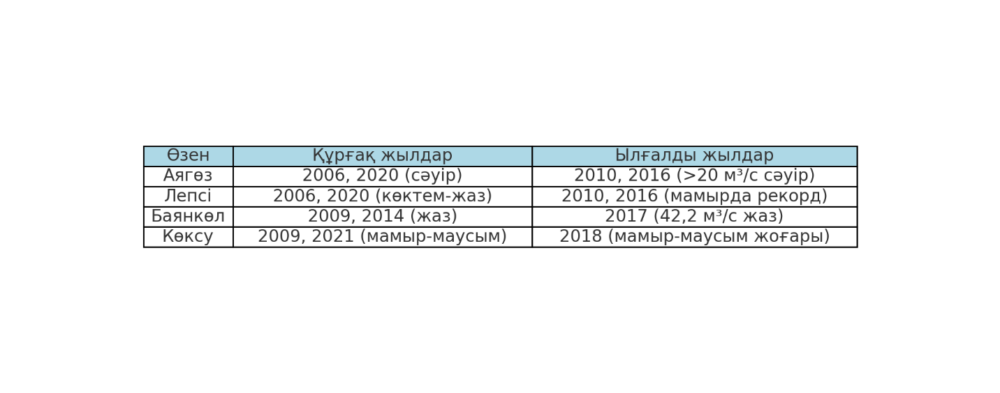 Өзен Құрғақ жылдар Ылғалды жылдар
Аягөз 2006, 2020 (сәуір) 2010, 2016 (>20 м³/с сәуір)
Лепсі 2006, 2020 (көктем-жаз) 2010, 2016 (мамырда рекорд)
Баянкөл 2009, 2014 (жаз) 2017 (42,2 м³/с жаз)
Көксу 2009, 2021 (мамыр-маусым) 2018 (мамыр-маусым жоғары)